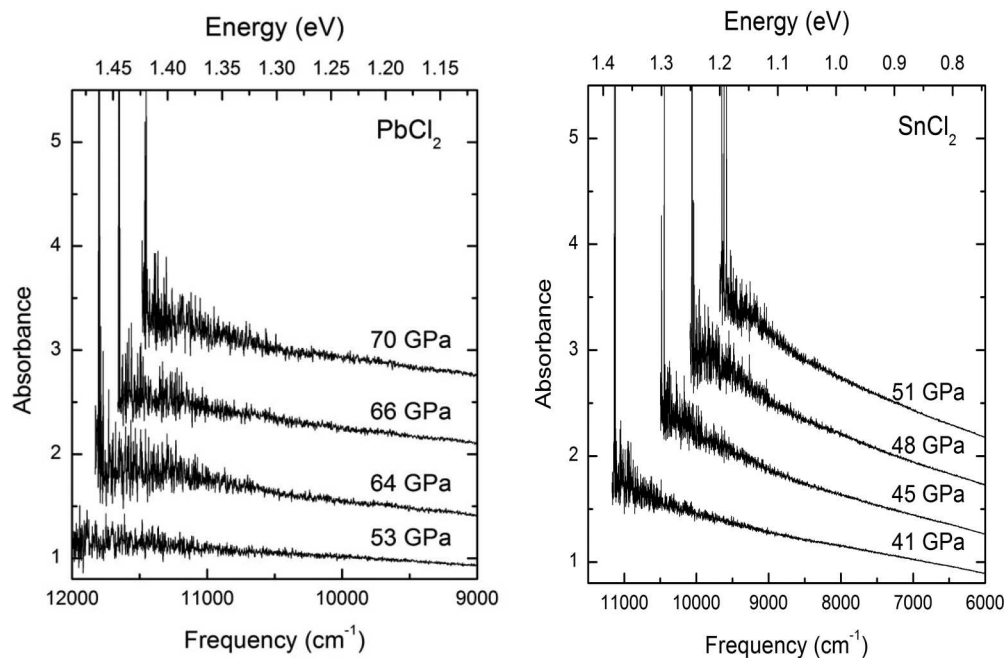 Energy (eV)
1.45 1.40 1.35 1.30 1.25 1.20 1.15
PbCl₂
5
4
3
2
1
Absorbance
70 GPa
66 GPa
64 GPa
53 GPa
12000 11000 10000 9000
Frequency (cm⁻¹)
Energy (eV)
1.4 1.3 1.2 1.1 1.0 0.9 0.8
SnCl₂
5
4
3
2
1
Absorbance
51 GPa
48 GPa
45 GPa
41 GPa
11000 10000 9000 8000 7000 6000
Frequency (cm⁻¹)